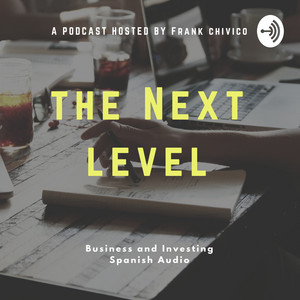 A PODCAST HOSTED BY FRANK CHIVICO
THE NEXT
LEVEL
Business and Investing
Spanish Audio